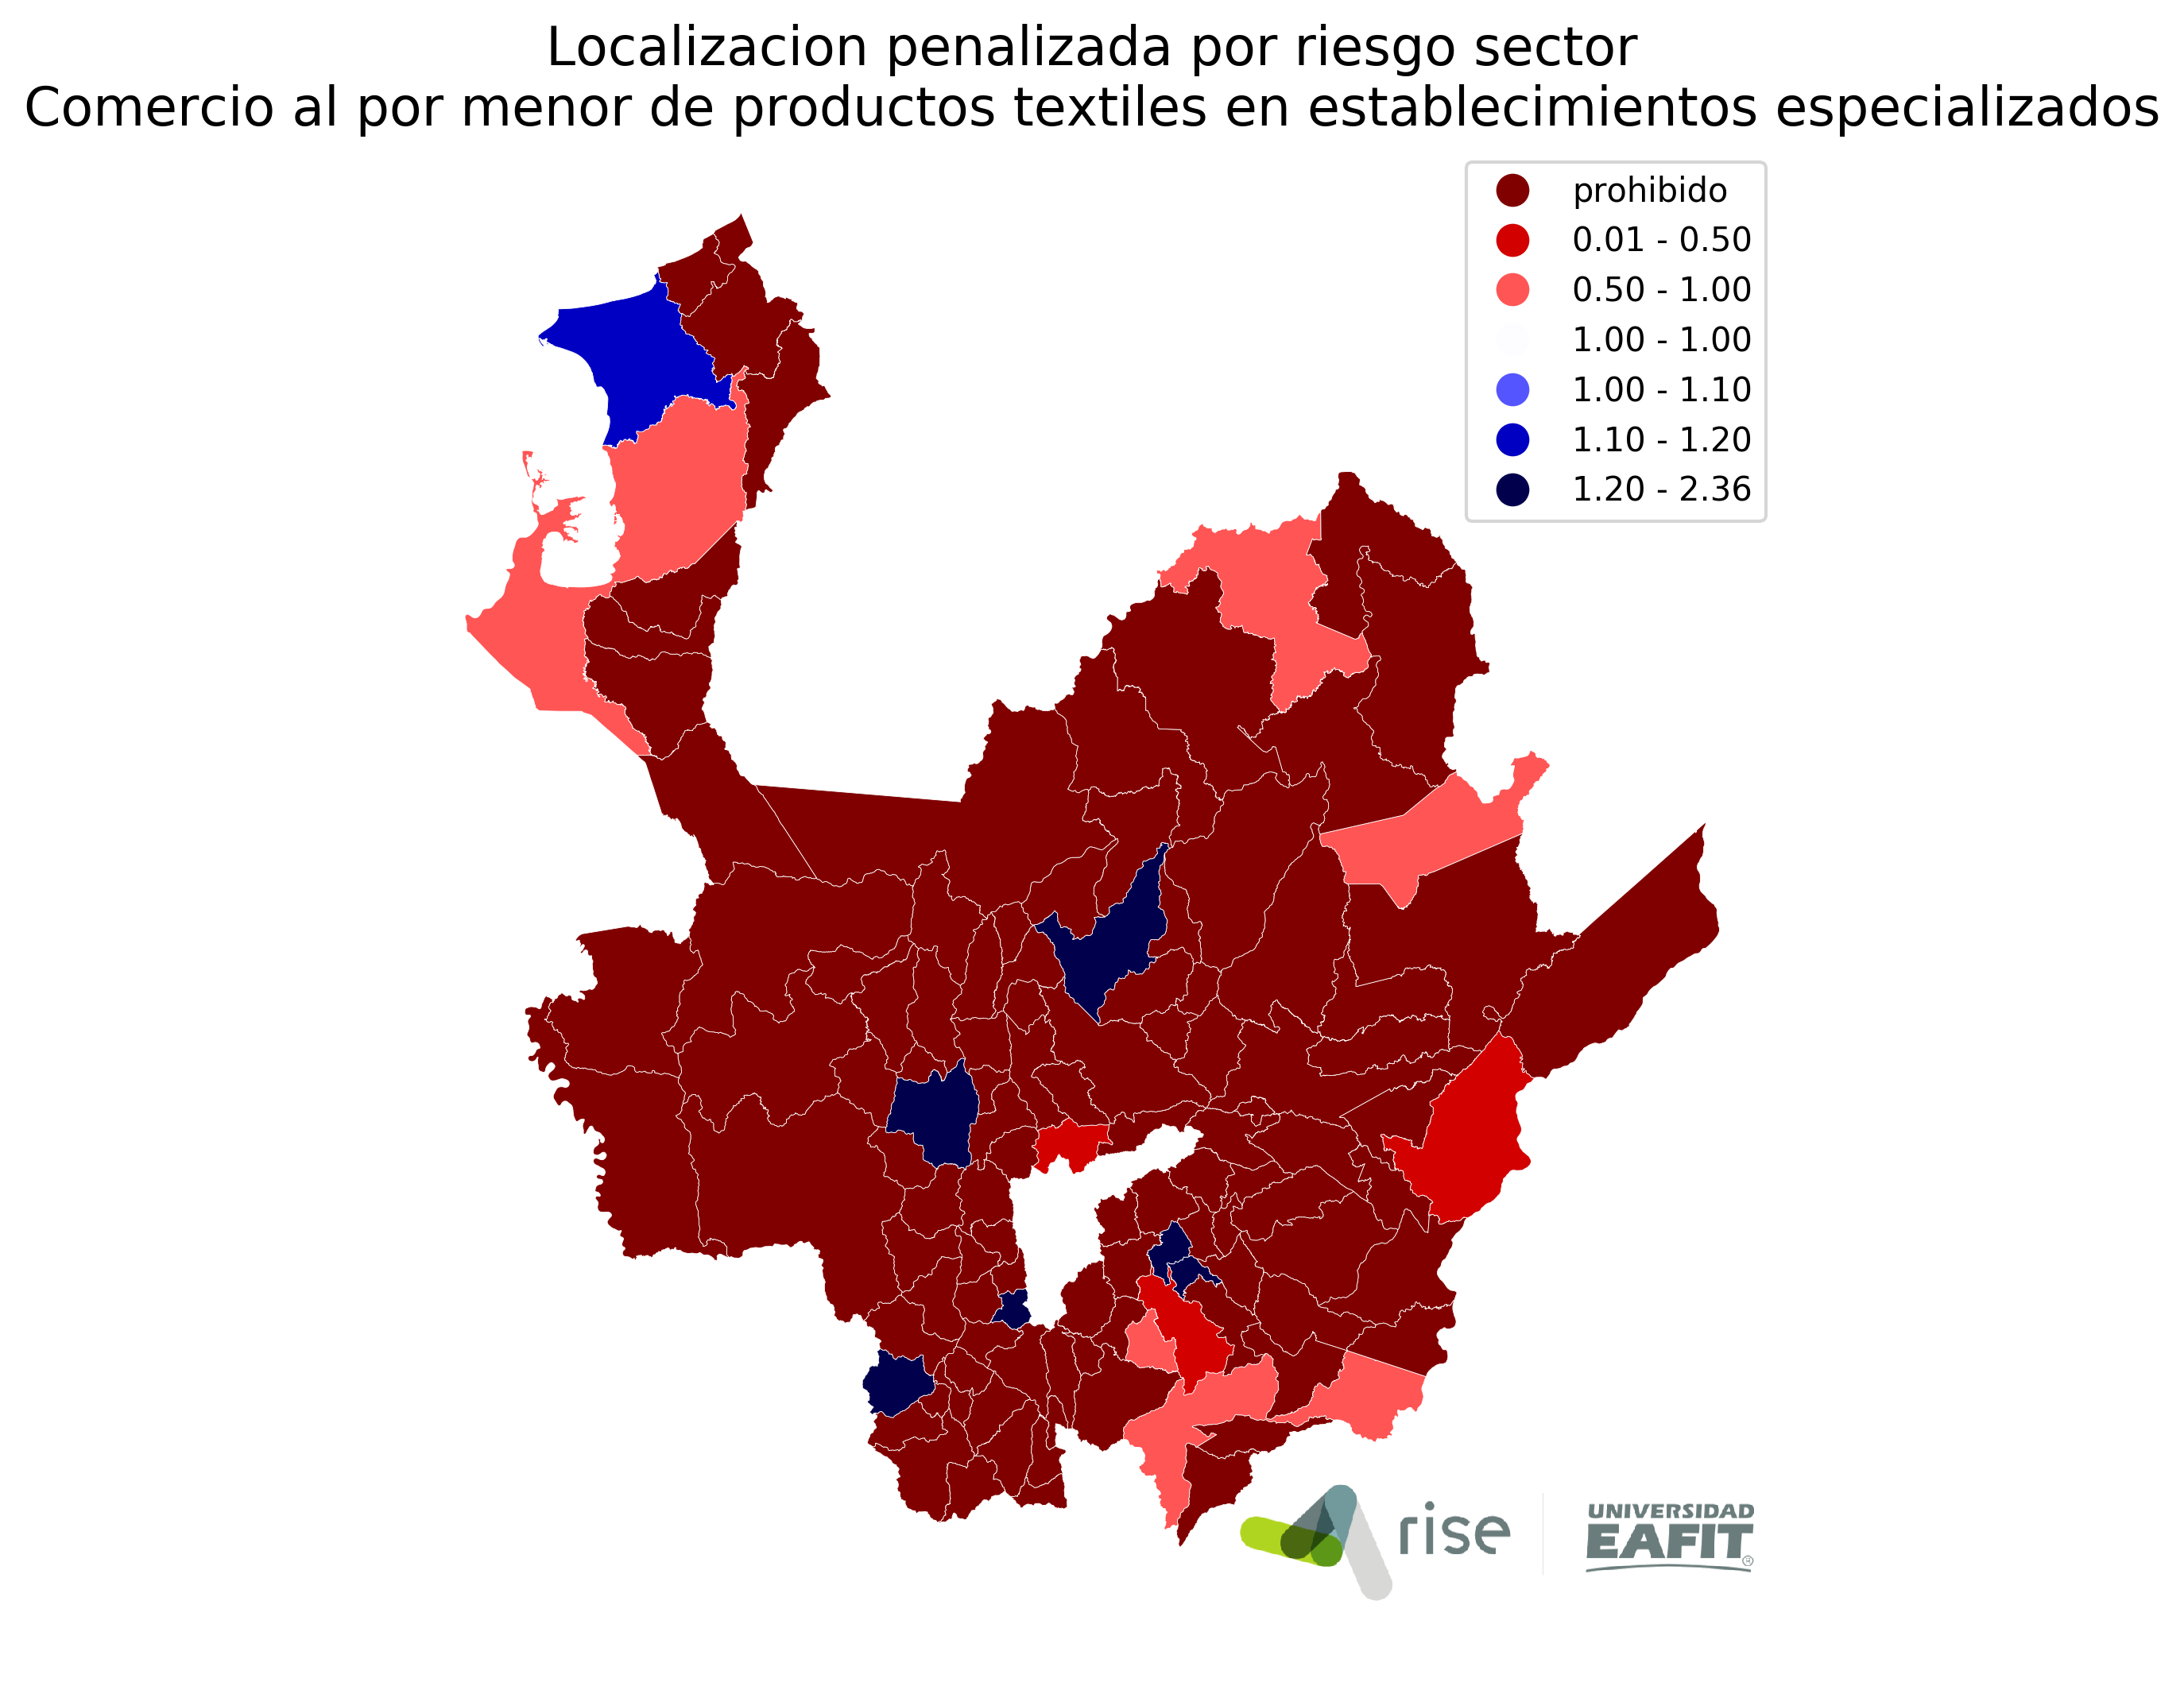 Localizacion penalizada por riesgo sector
Comercio al por menor de productos textiles en establecimientos especializados
prohibido
0.01 - 0.50
0.50 - 1.00
1.00 - 1.00
1.00 - 1.10
1.10 - 1.20
1.20 - 2.36
rise
UNIVERSIDAD
EAFIT®